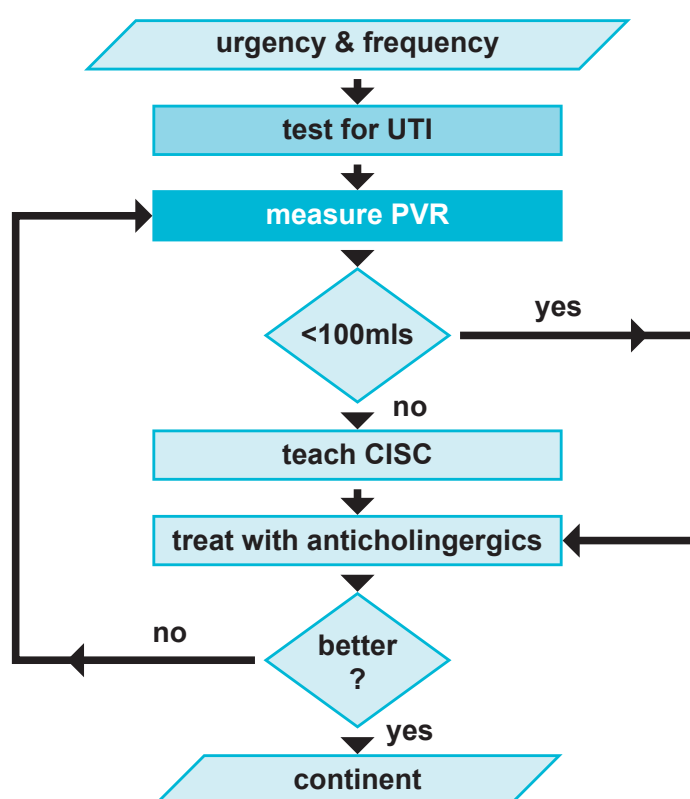 urgency & frequency
test for UTI
measure PVR
<100mls
yes
no
teach CISC
treat with anticholingergics
no
better
?
yes
continent